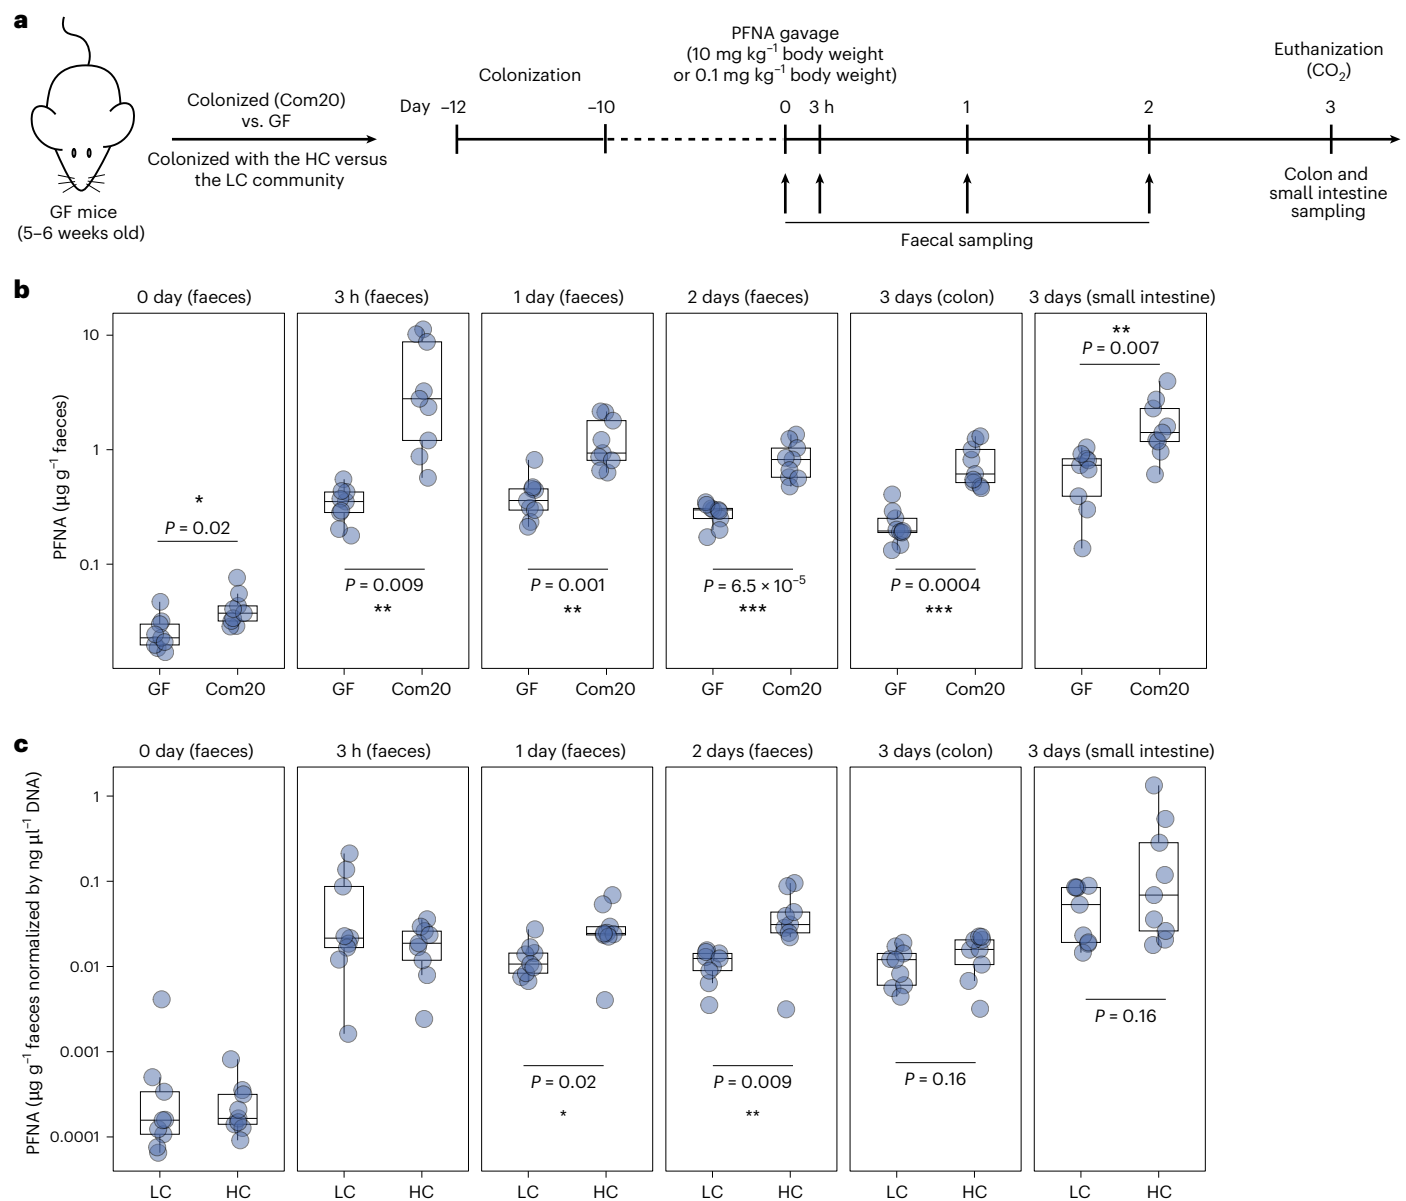 a
PFNA gavage
(10 mg kg⁻¹ body weight
or 0.1 mg kg⁻¹ body weight)
Euthanization
(CO₂)
Colonization
Colonized (Com20)
vs. GF
Day –12 –10 0 3 h 1 2 3
Colonized with the HC versus
the LC community
Colon and
small intestine
sampling
GF mice
(5–6 weeks old)
Faecal sampling
b
0 day (faeces) 3 h (faeces) 1 day (faeces) 2 days (faeces) 3 days (colon) 3 days (small intestine)
PFNA (µg g⁻¹ faeces)
10
1
0.1
*
P = 0.02
P = 0.009
**
P = 0.001
**
P = 6.5 × 10⁻⁵
***
P = 0.0004
***
**
P = 0.007
GF Com20 GF Com20 GF Com20 GF Com20 GF Com20 GF Com20
c
0 day (faeces) 3 h (faeces) 1 day (faeces) 2 days (faeces) 3 days (colon) 3 days (small intestine)
PFNA (µg g⁻¹ faeces normalized by ng µl⁻¹ DNA)
1
0.1
0.01
0.001
0.0001
P = 0.02
*
P = 0.009
**
P = 0.16
P = 0.16
LC HC LC HC LC HC LC HC LC HC LC HC